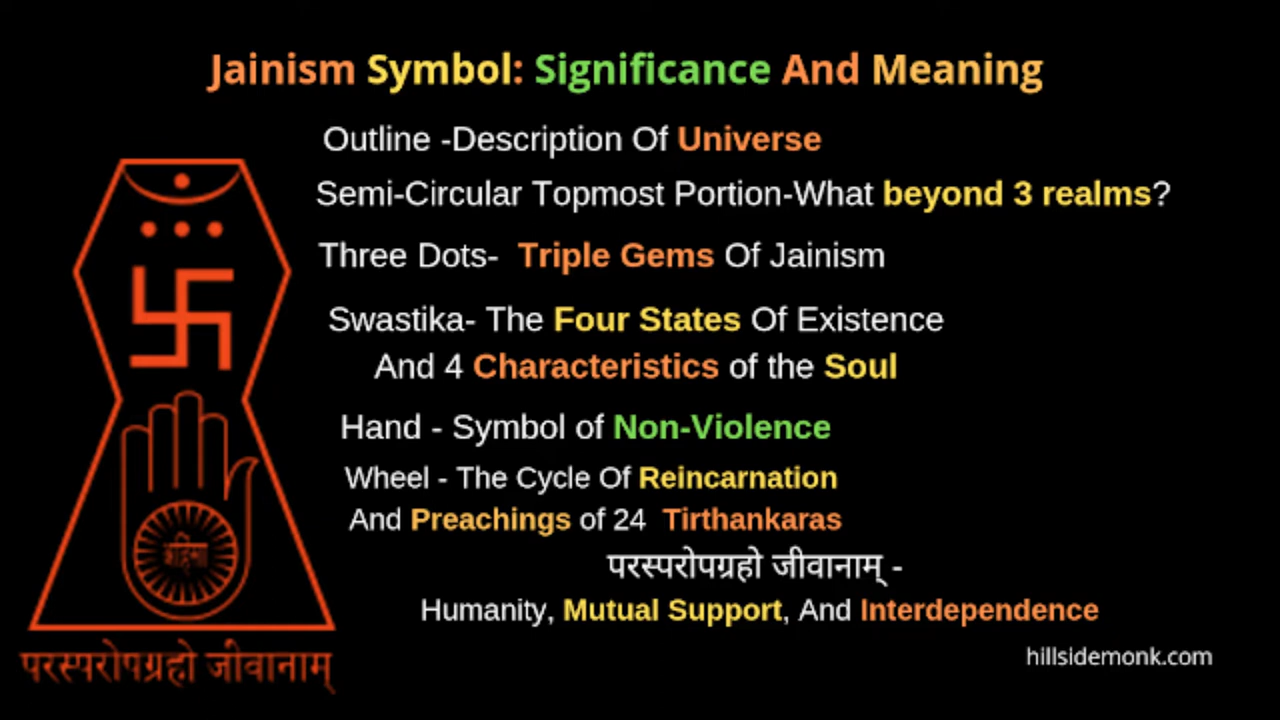 Jainism Symbol: Significance And Meaning
Outline -Description Of Universe
Semi-Circular Topmost Portion-What beyond 3 realms?
Three Dots- Triple Gems Of Jainism
Swastika- The Four States Of Existence
And 4 Characteristics of the Soul
Hand - Symbol of Non-Violence
Wheel - The Cycle Of Reincarnation
And Preachings of 24 Tirthankaras
परस्परोपग्रहो जीवानाम् -
Humanity, Mutual Support, And Interdependence
hillsidemonk.com
अहिंसा
परस्परोपग्रहो जीवानाम्